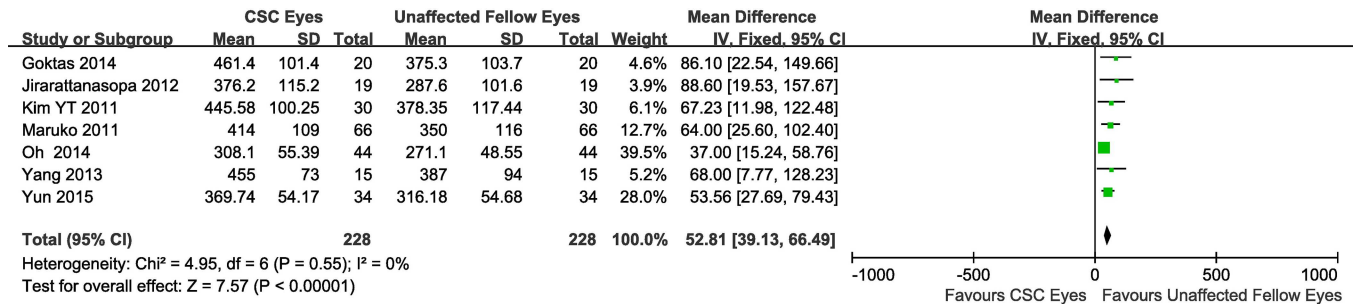 CSC Eyes Unaffected Fellow Eyes Mean Difference Mean Difference
Study or Subgroup Mean SD Total Mean SD Total Weight IV, Fixed, 95% CI IV, Fixed, 95% CI
Goktas 2014 461.4 101.4 20 375.3 103.7 20 4.6% 86.10 [22.54, 149.66]
Jirarattanasopa 2012 376.2 115.2 19 287.6 101.6 19 3.9% 88.60 [19.53, 157.67]
Kim YT 2011 445.58 100.25 30 378.35 117.44 30 6.1% 67.23 [11.98, 122.48]
Maruko 2011 414 109 66 350 116 66 12.7% 64.00 [25.60, 102.40]
Oh 2014 308.1 55.39 44 271.1 48.55 44 39.5% 37.00 [15.24, 58.76]
Yang 2013 455 73 15 387 94 15 5.2% 68.00 [7.77, 128.23]
Yun 2015 369.74 54.17 34 316.18 54.68 34 28.0% 53.56 [27.69, 79.43]
Total (95% CI) 228 228 100.0% 52.81 [39.13, 66.49]
Heterogeneity: Chi² = 4.95, df = 6 (P = 0.55); I² = 0%
Test for overall effect: Z = 7.57 (P < 0.00001)
-1000 -500 0 500 1000
Favours CSC Eyes Favours Unaffected Fellow Eyes